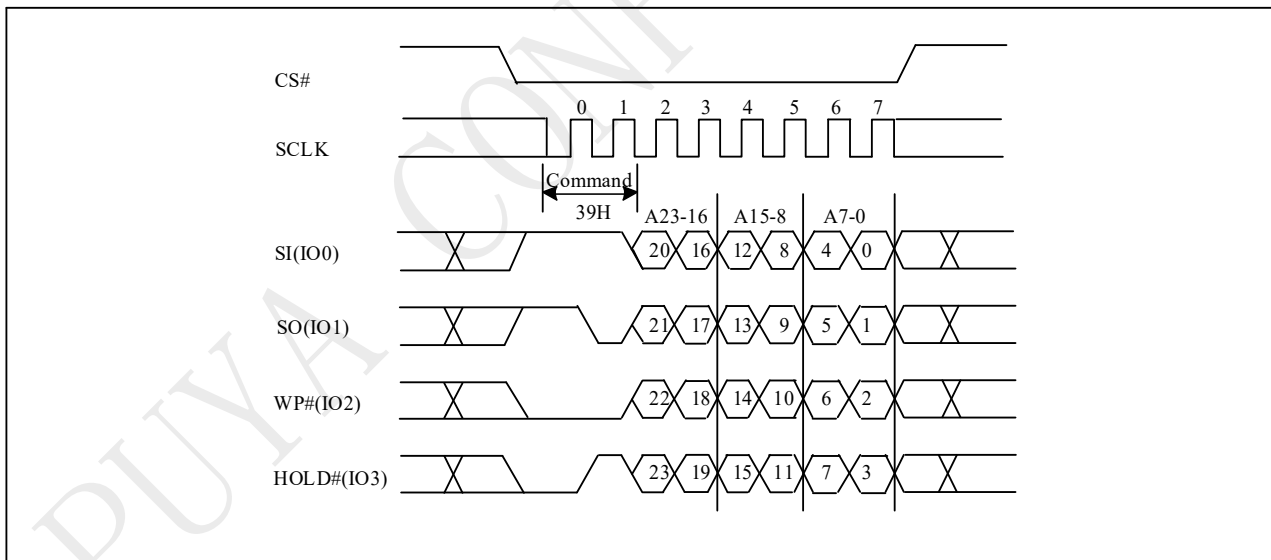 CS#
0 1 2 3 4 5 6 7
SCLK
Command
39H
A23-16 A15-8 A7-0
SI(IO0) 20 16 12 8 4 0
SO(IO1) 21 17 13 9 5 1
WP#(IO2) 22 18 14 10 6 2
HOLD#(IO3) 23 19 15 11 7 3
PUYA CONF